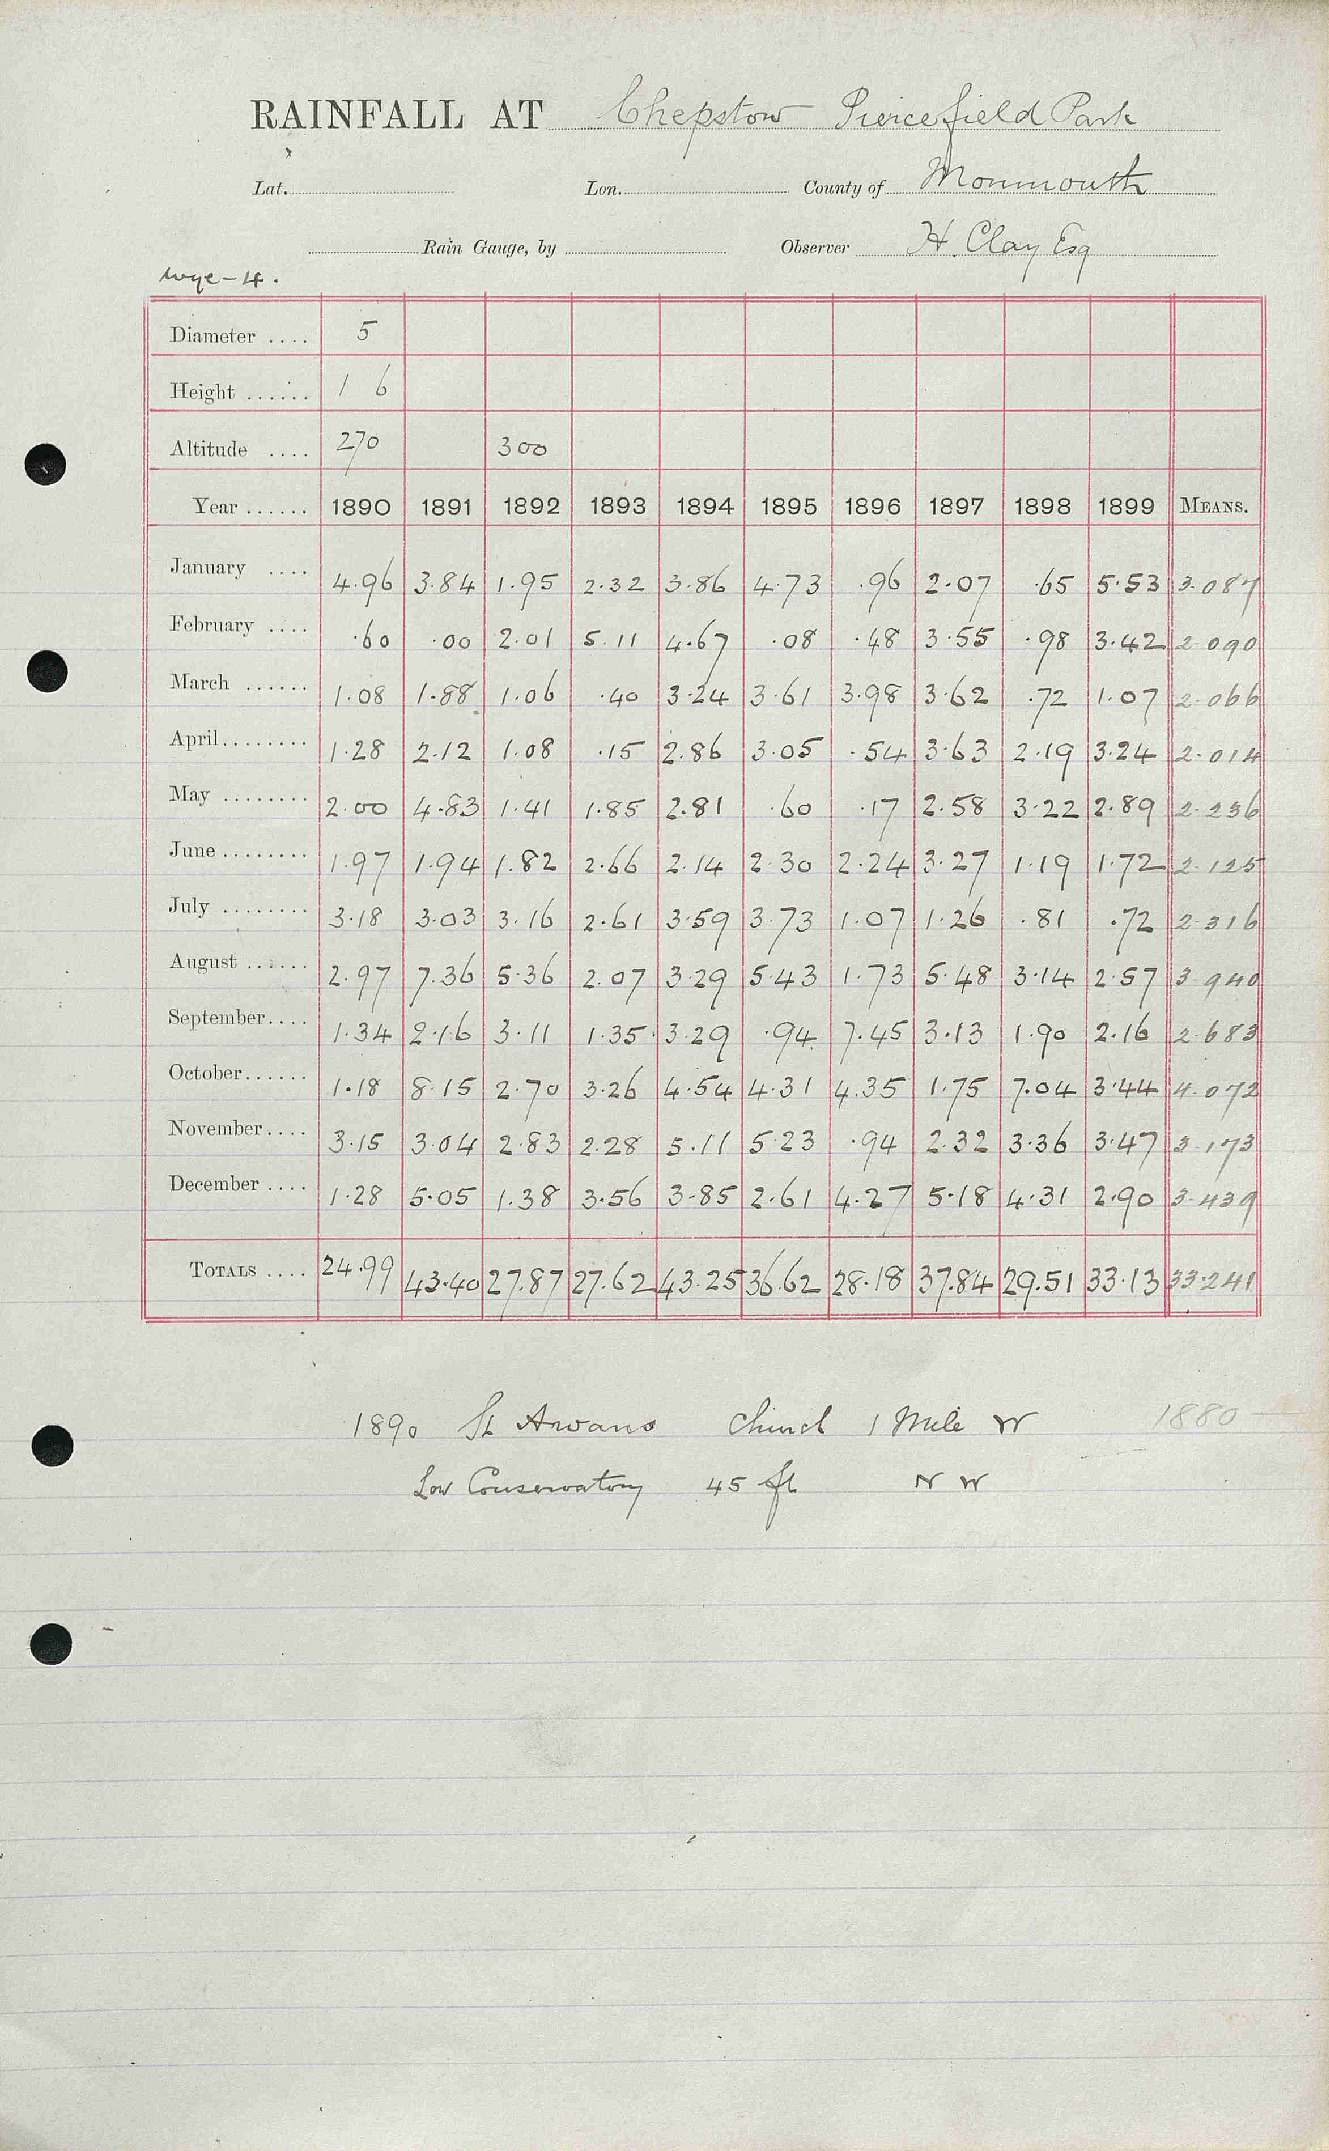 RAINFALL AT Chepstow Piercefield Park
Lat. Lon. County of Monmouth
Rain Gauge, by Observer H. Clay Esq
Wye - 4.
Diameter .... 5
Height ...... 1 6
Altitude .... 270 300
Year ...... 1890 1891 1892 1893 1894 1895 1896 1897 1898 1899 MEANS.
January .... 4.96 3.84 1.95 2.32 3.86 4.73 .96 2.07 .65 5.53 3.087
February .... .60 .00 2.01 5.11 4.67 .08 .48 3.55 .98 3.42 2.090
March ...... 1.08 1.88 1.06 .40 3.24 3.61 3.98 3.62 .72 1.07 2.066
April........ 1.28 2.12 1.08 .15 2.86 3.05 .54 3.63 2.19 3.24 2.014
May ........ 2.00 4.83 1.41 1.85 2.81 .60 .17 2.58 3.22 2.89 2.236
June ........ 1.97 1.94 1.82 2.66 2.14 2.30 2.24 3.27 1.19 1.72 2.125
July ........ 3.18 3.03 3.16 2.61 3.59 3.73 1.07 1.26 .81 .72 2.316
August ...... 2.97 7.36 5.36 2.07 3.29 5.43 1.73 5.48 3.14 2.57 3.940
September.... 1.34 2.16 3.11 1.35 3.29 .94 7.45 3.13 1.90 2.16 2.683
October...... 1.18 8.15 2.70 3.26 4.54 4.31 4.35 1.75 7.04 3.44 4.072
November.... 3.15 3.04 2.83 2.28 5.11 5.23 .94 2.32 3.36 3.47 3.173
December .... 1.28 5.05 1.38 3.56 3.85 2.61 4.27 5.18 4.31 2.90 3.439
TOTALS .... 24.99 43.40 27.87 27.62 43.25 36.62 28.18 37.84 29.51 33.13 33.241
1890 St Arvans Church 1 Mile W 1880
Low Conservatory 45 ft N W